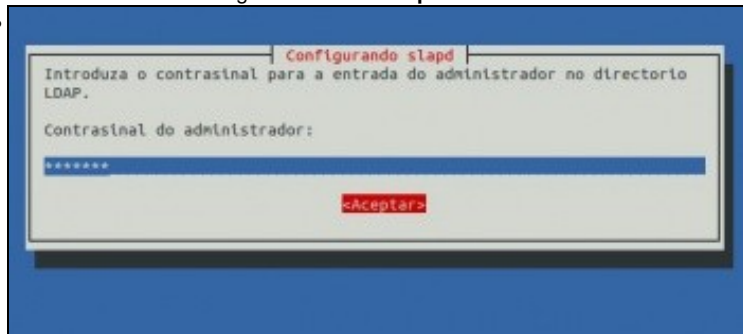 Configurando slapd
Introduza o contrasinal para a entrada do administrador no directorio
LDAP.
Contrasinal do administrador:
*******
<Aceptar>